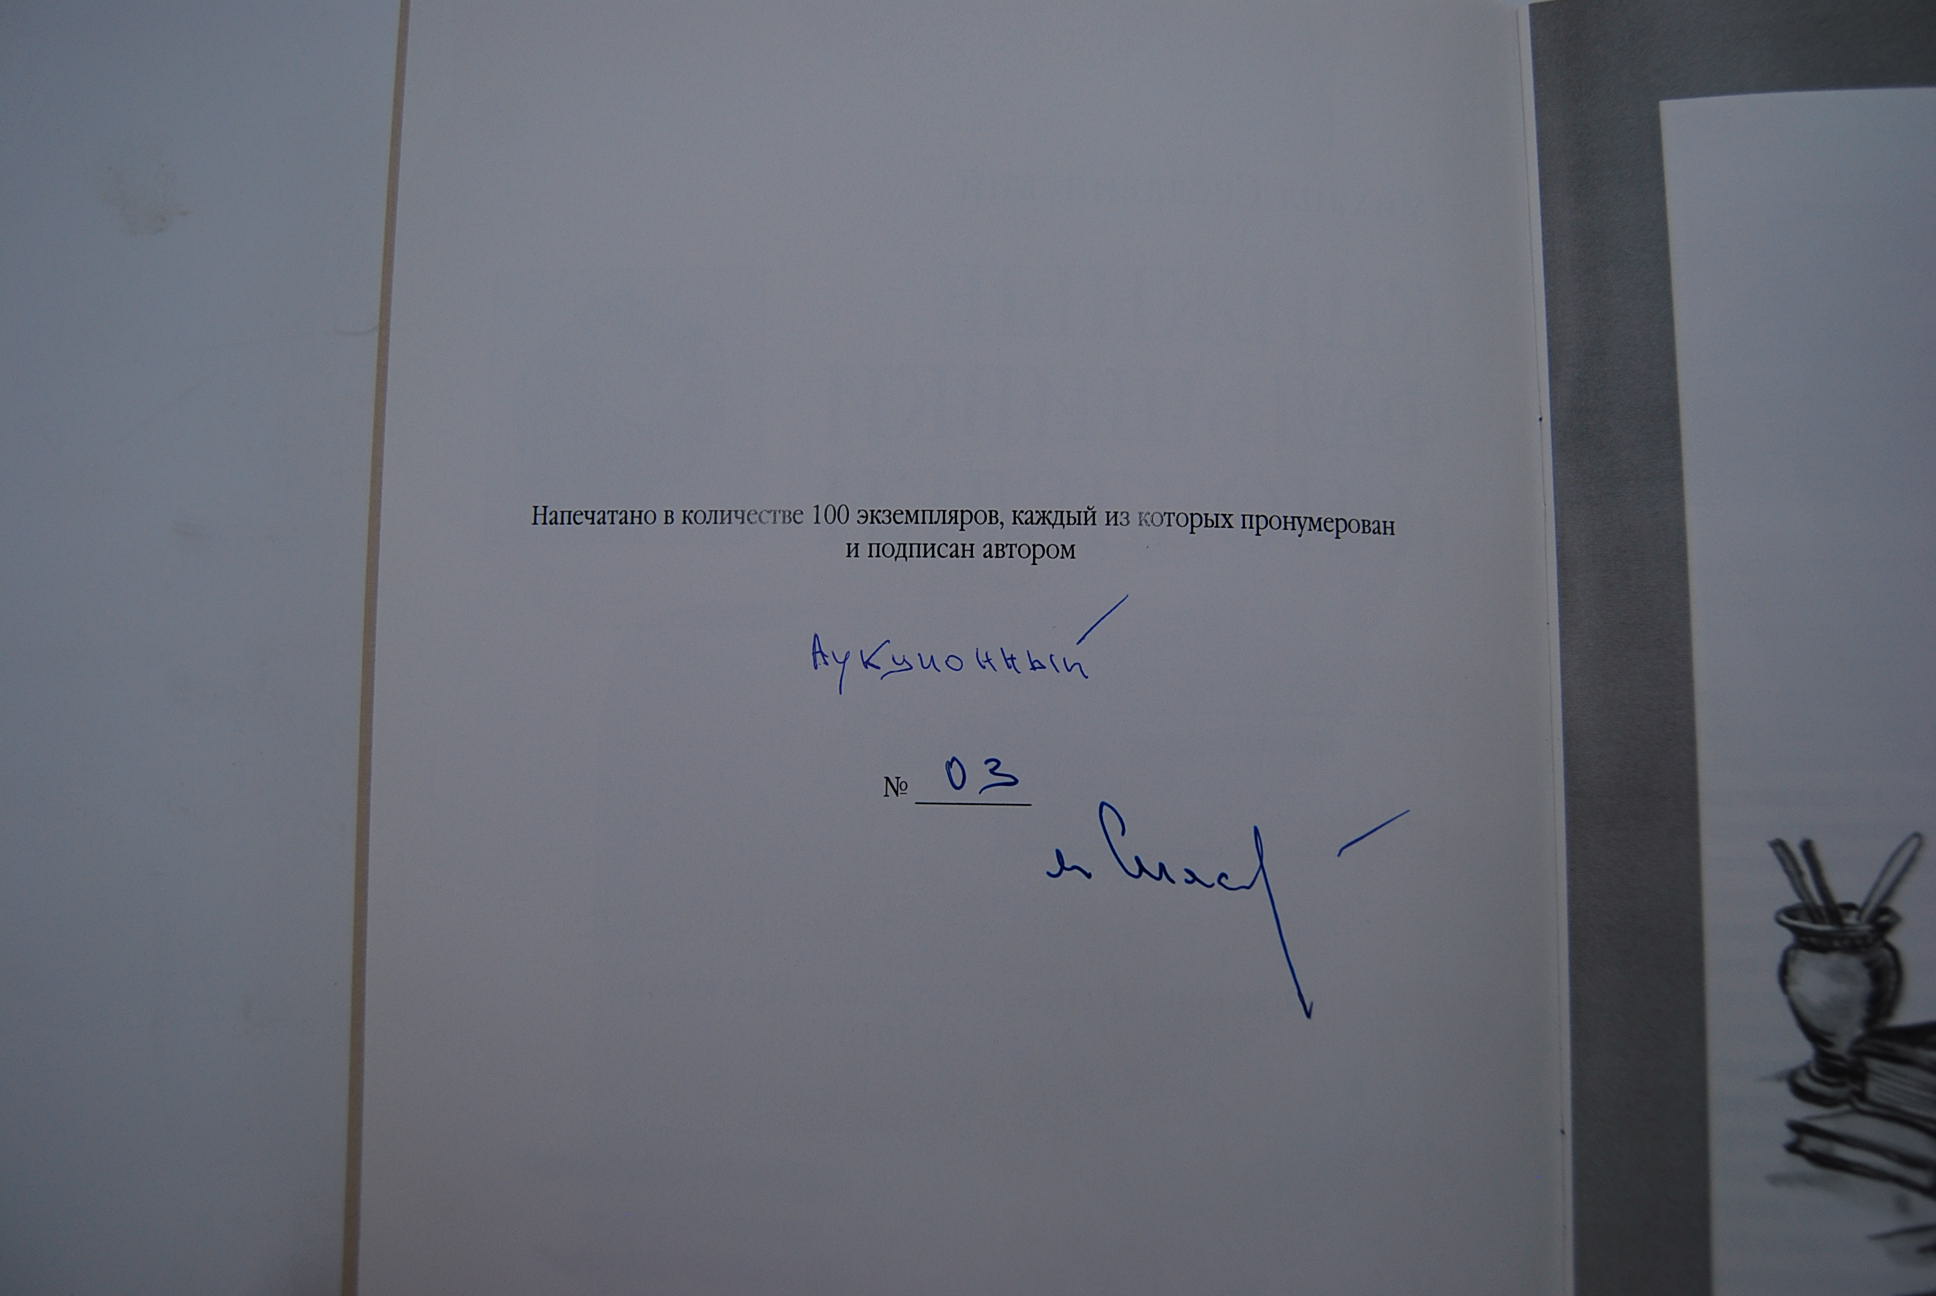 Напечатано в количестве 100 экземпляров, каждый из которых пронумерован
и подписан автором
Аукционный
№ 03